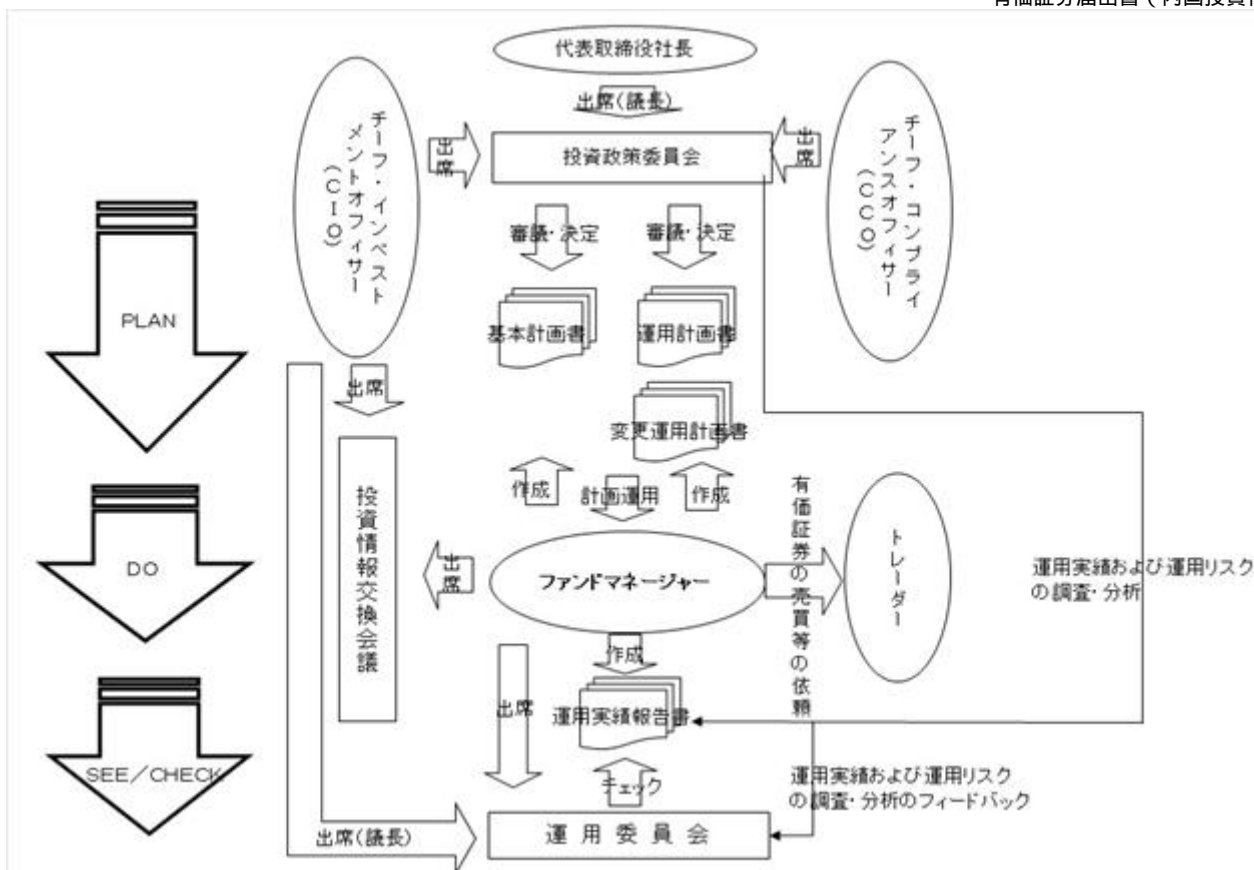 有価証券届出書(内国投資信
代表取締役社長
出席(議長)
投資政策委員会
出席
出席
チーフ・インベスト
メントオフィサー
(CIO)
チーフ・コンプライ
アンスオフィサー
(CCO)
審議・決定
審議・決定
PLAN
基本計画書
運用計画書
出席
変更運用計画書
作成
計画運用
作成
有価証券の売買等の依頼
投資情報交換会議
DO
出席
ファンドマネージャー
トレーダー
運用実績および運用リスク
の調査・分析
作成
出席
運用実績報告書
SEE/CHECK
チェック
運用実績および運用リスク
の調査・分析のフィードバック
出席(議長)
運用委員会